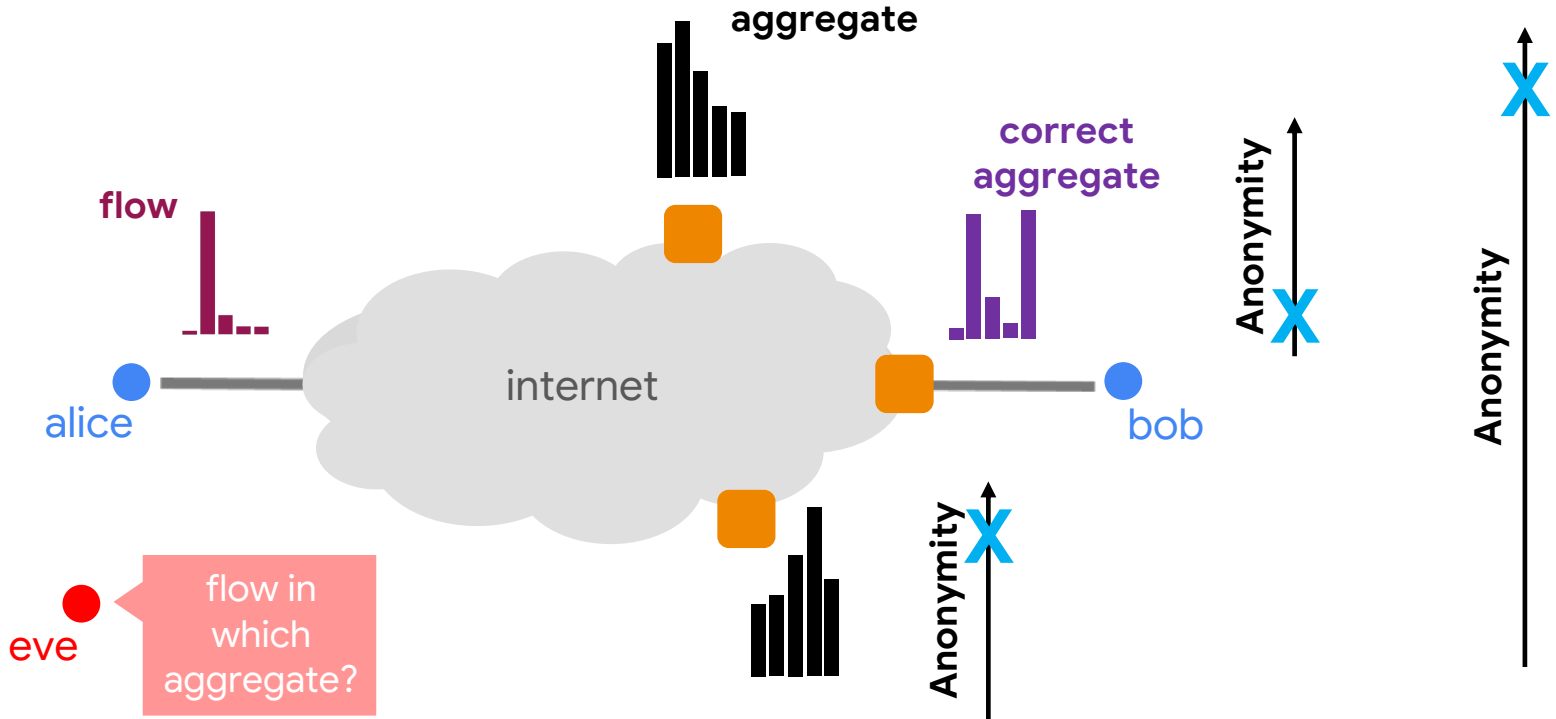 aggregate
correct
aggregate
flow
Anonymity
Anonymity
internet
alice
bob
Anonymity
flow in
which
aggregate?
eve
X
X
X